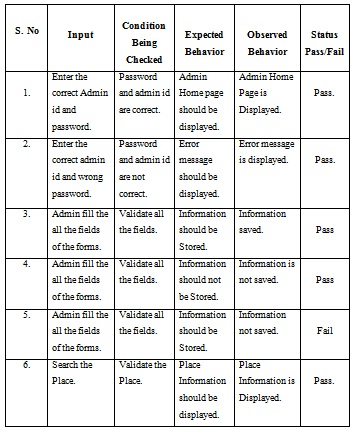 S. No
Input
Condition
Being
Checked
Expected
Behavior
Observed
Behavior
Status
Pass/Fail
1.
Enter the
correct Admin
id and
password.
Password
and admin id
are correct.
Admin
Home page
should be
displayed.
Admin Home
Page is
Displayed.
Pass.
2.
Enter the
correct admin
id and wrong
password.
Password
and admin id
are not
correct.
Error
message
should be
displayed.
Error message
is displayed.
Pass.
3.
Admin fill the
all the fields
of the forms.
Validate all
the fields.
Information
should be
Stored.
Information
saved.
Pass
4.
Admin fill the
all the fields
of the forms.
Validate all
the fields.
Information
should not
be Stored.
Information is
not saved.
Pass
5.
Admin fill the
all the fields
of the forms.
Validate all
the fields.
Information
should be
Stored.
Information
not saved.
Fail
6.
Search the
Place.
Validate the
Place.
Place
Information
should be
displayed.
Place
Information is
Displayed.
Pass.